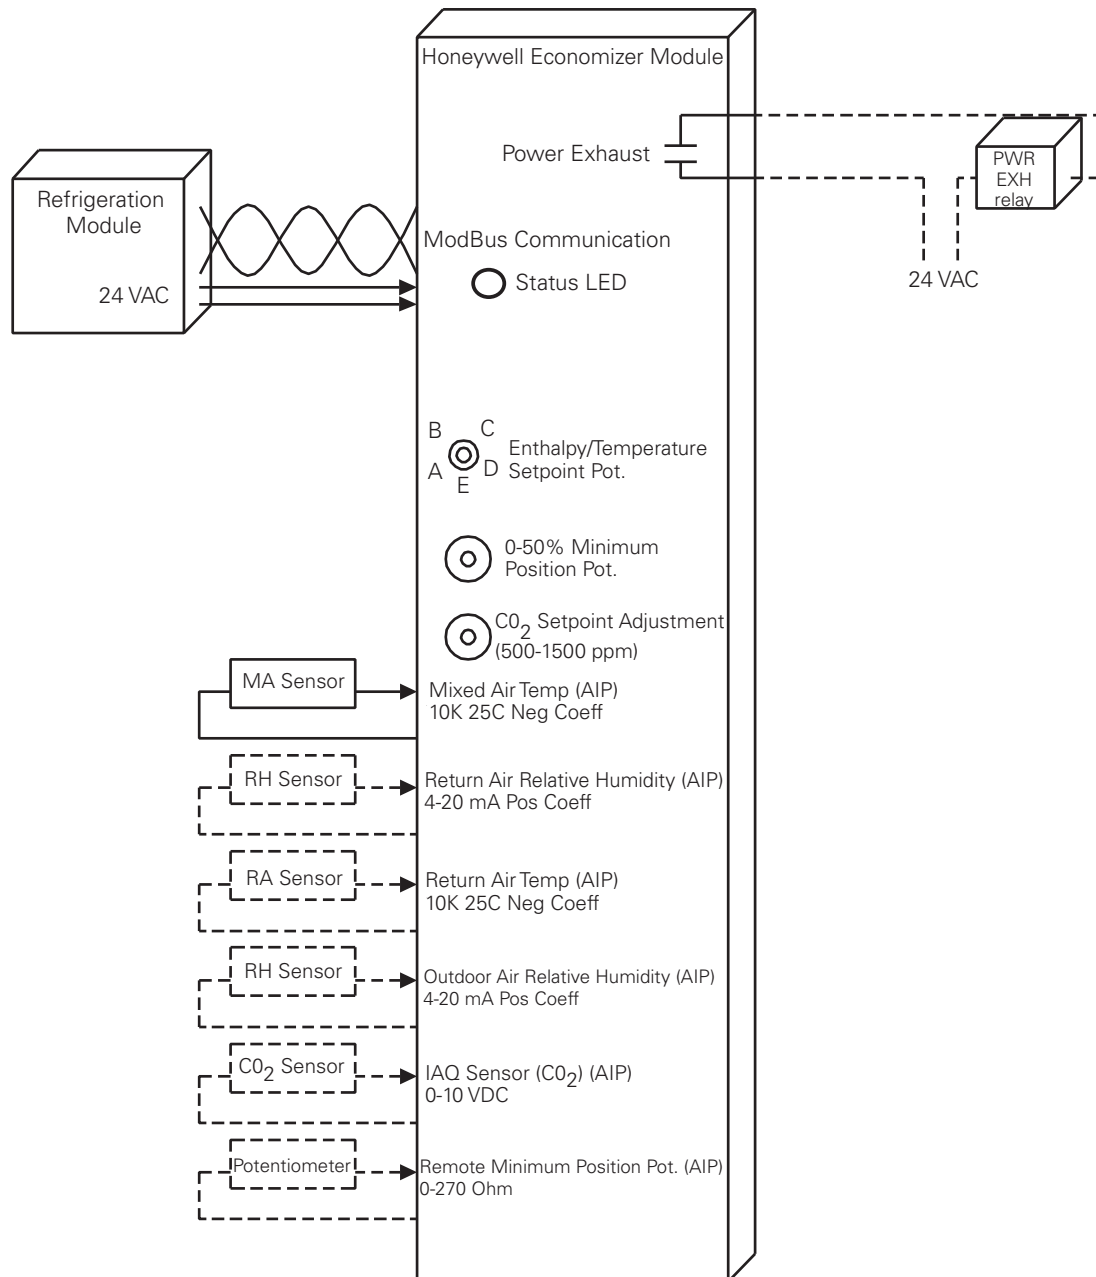 Honeywell Economizer Module
Power Exhaust
PWR
EXH
relay
24 VAC
Refrigeration
Module
24 VAC
ModBus Communication
Status LED
B
C
A
D
E
Enthalpy/Temperature
Setpoint Pot.
0-50% Minimum
Position Pot.
C02 Setpoint Adjustment
(500-1500 ppm)
MA Sensor
Mixed Air Temp (AIP)
10K 25C Neg Coeff
RH Sensor
Return Air Relative Humidity (AIP)
4-20 mA Pos Coeff
RA Sensor
Return Air Temp (AIP)
10K 25C Neg Coeff
RH Sensor
Outdoor Air Relative Humidity (AIP)
4-20 mA Pos Coeff
C02 Sensor
IAQ Sensor (C02) (AIP)
0-10 VDC
Potentiometer
Remote Minimum Position Pot. (AIP)
0-270 Ohm